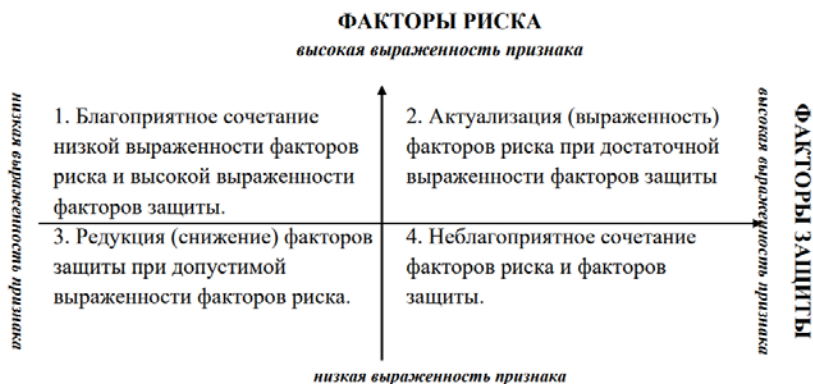 ФАКТОРЫ РИСКА
высокая выраженность признака
низкая выраженность признака
1. Благоприятное сочетание
низкой выраженности факторов
риска и высокой выраженности
факторов защиты.
2. Актуализация (выраженность)
факторов риска при достаточной
выраженности факторов защиты
3. Редукция (снижение) факторов
защиты при допустимой
выраженности факторов риска.
4. Неблагоприятное сочетание
факторов риска и факторов
защиты.
высокая выраженность признака
ФАКТОРЫ ЗАЩИТЫ
низкая выраженность признака